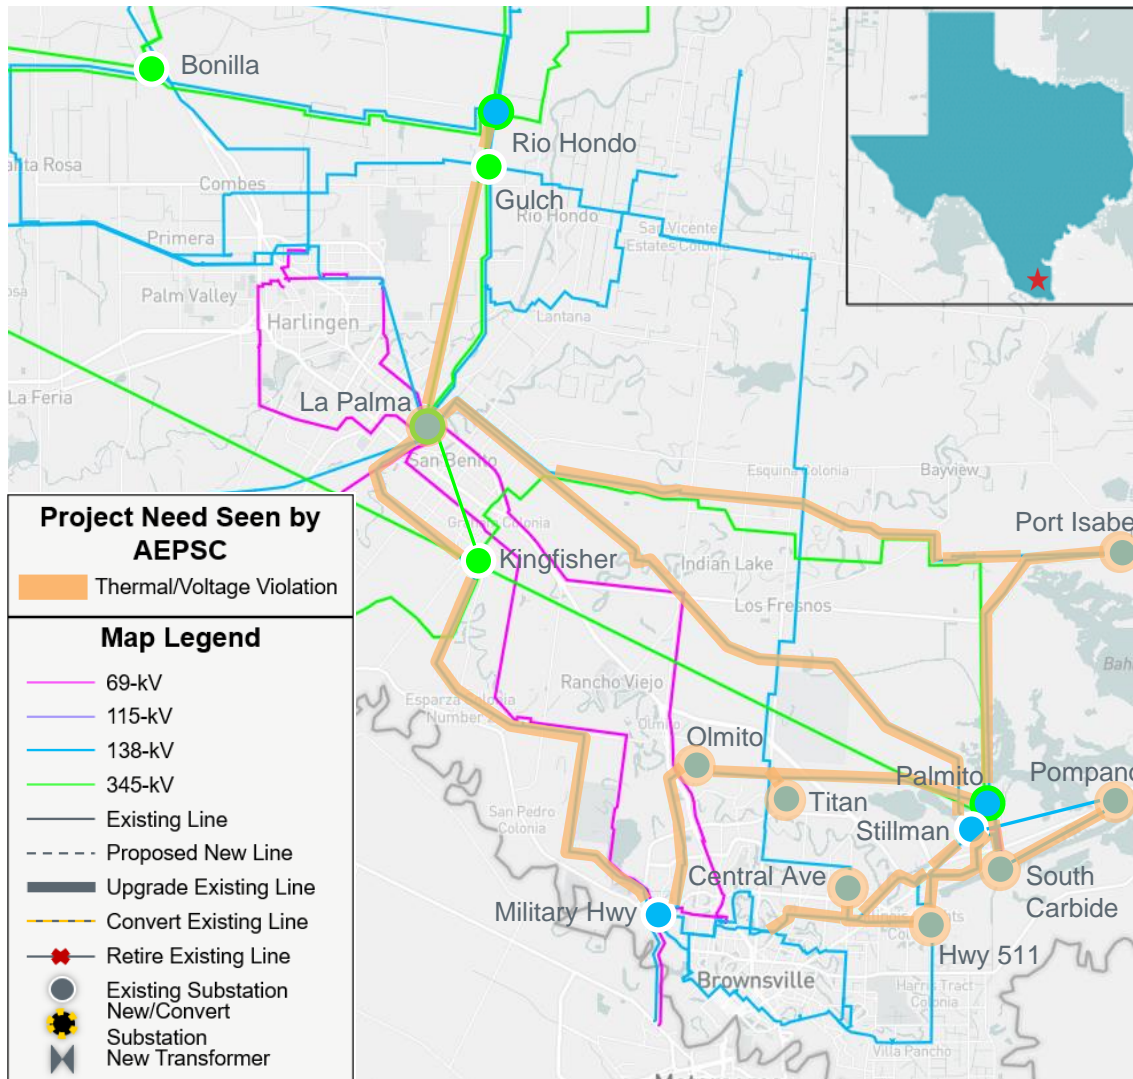 Bonilla
Rio Hondo
Gulch
Rio Hondo
Combes
San Vicente
Estates Colonia
Primera
La Tina
Palm Valley
Harlingen
Lantana
La Feria
La Palma
San Benito
Esquina Colonia
Bayview
Port Isabe
Kingfisher
Indian Lake
Los Fresnos
Rancho Viejo
Esparza Colonia
Number
Olmito
Palmito
Pompano
San Pedro
Colonia
Titan
Stillman
Central Ave
South
Carbide
Military Hwy
Hwy 511
Brownsville
Harris Tract
Colonia
Villa Pancho
Project Need Seen by
AEPSC
Thermal/Voltage Violation
Map Legend
69-kV
115-kV
138-kV
345-kV
Existing Line
Proposed New Line
Upgrade Existing Line
Convert Existing Line
Retire Existing Line
Existing Substation
New/Convert
Substation
New Transformer